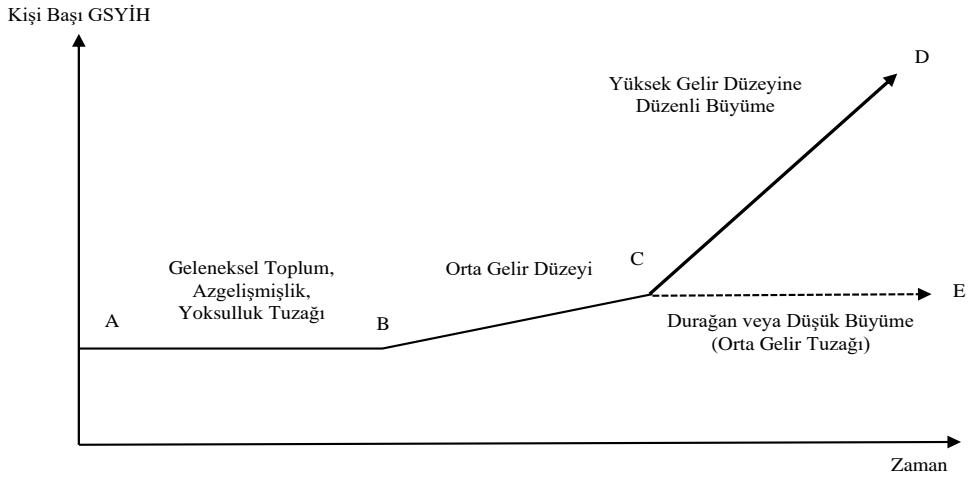 Kişi Başı GSYİH
D
Yüksek Gelir Düzeyine
Düzenli Büyüme
C
Geleneksel Toplum,
Azgelişmişlik,
Yoksulluk Tuzağı
Orta Gelir Düzeyi
E
A
B
Durağan veya Düşük Büyüme
(Orta Gelir Tuzağı)
Zaman